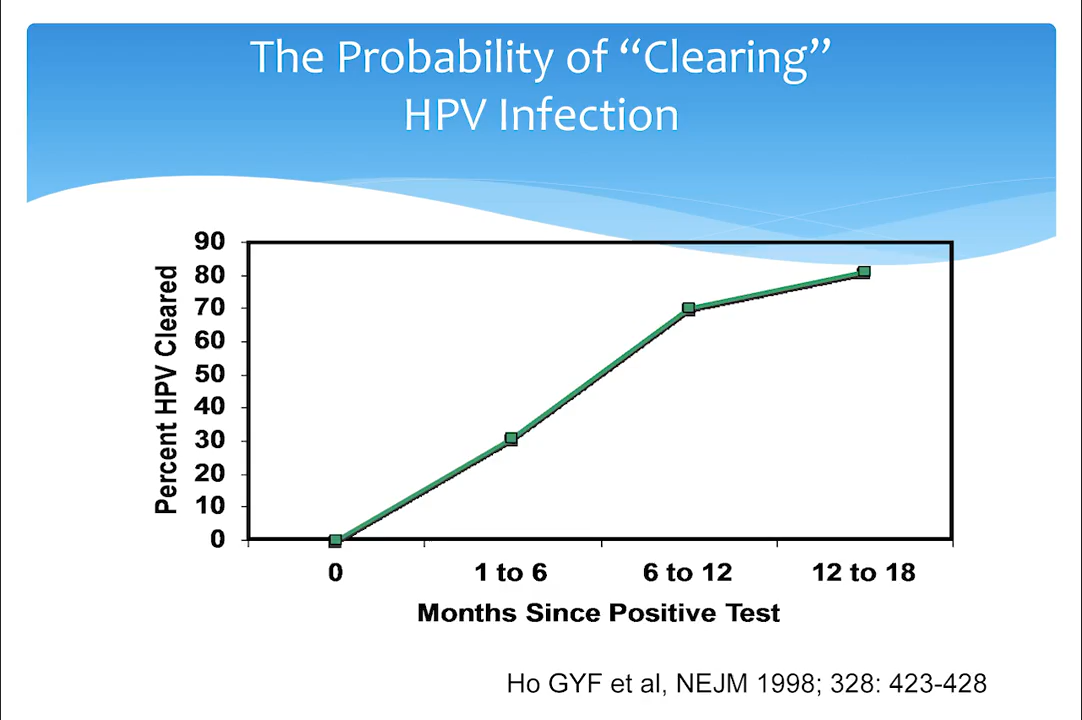 The Probability of “Clearing”
HPV Infection
Percent HPV Cleared
90
80
70
60
50
40
30
20
10
0
0 1 to 6 6 to 12 12 to 18
Months Since Positive Test
Ho GYF et al, NEJM 1998; 328: 423-428